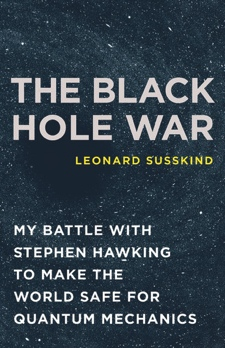 THE BLACK
HOLE WAR
LEONARD SUSSKIND
MY BATTLE WITH
STEPHEN HAWKING
TO MAKE THE
WORLD SAFE FOR
QUANTUM MECHANICS